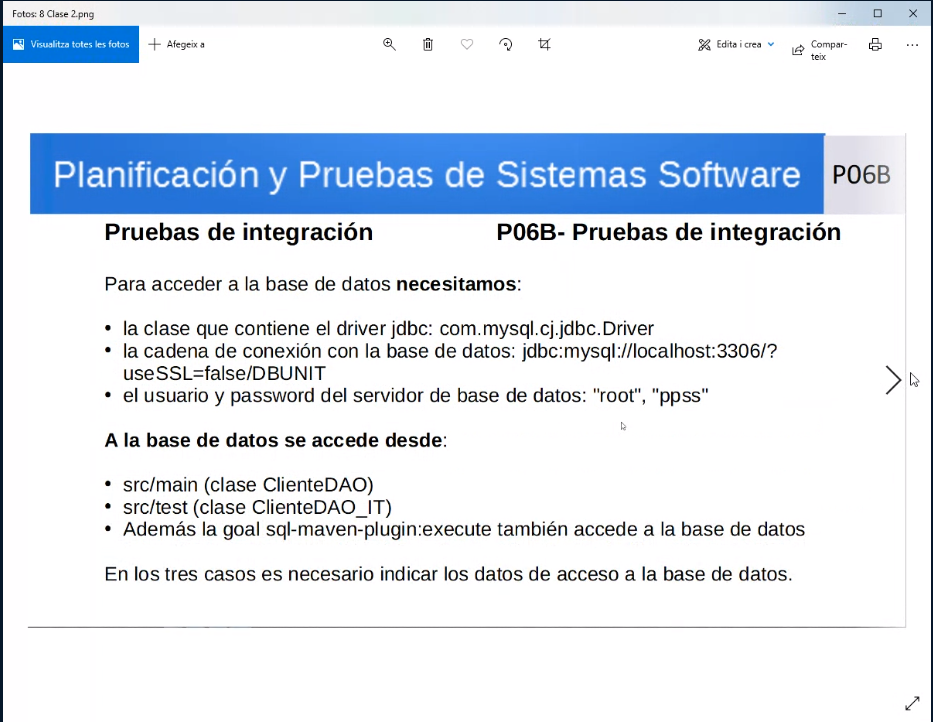 Fotos: 8 Clase 2.png
Visualitza totes les fotos
Afegeix a
Edita i crea
Compar-
teix
Planificación y Pruebas de Sistemas Software
P06B
Pruebas de integración
P06B- Pruebas de integración
Para acceder a la base de datos necesitamos:
• la clase que contiene el driver jdbc: com.mysql.cj.jdbc.Driver
• la cadena de conexión con la base de datos: jdbc:mysql://localhost:3306/?
useSSL=false/DBUNIT
• el usuario y password del servidor de base de datos: "root", "ppss"
A la base de datos se accede desde:
• src/main (clase ClienteDAO)
• src/test (clase ClienteDAO_IT)
• Además la goal sql-maven-plugin:execute también accede a la base de datos
En los tres casos es necesario indicar los datos de acceso a la base de datos.